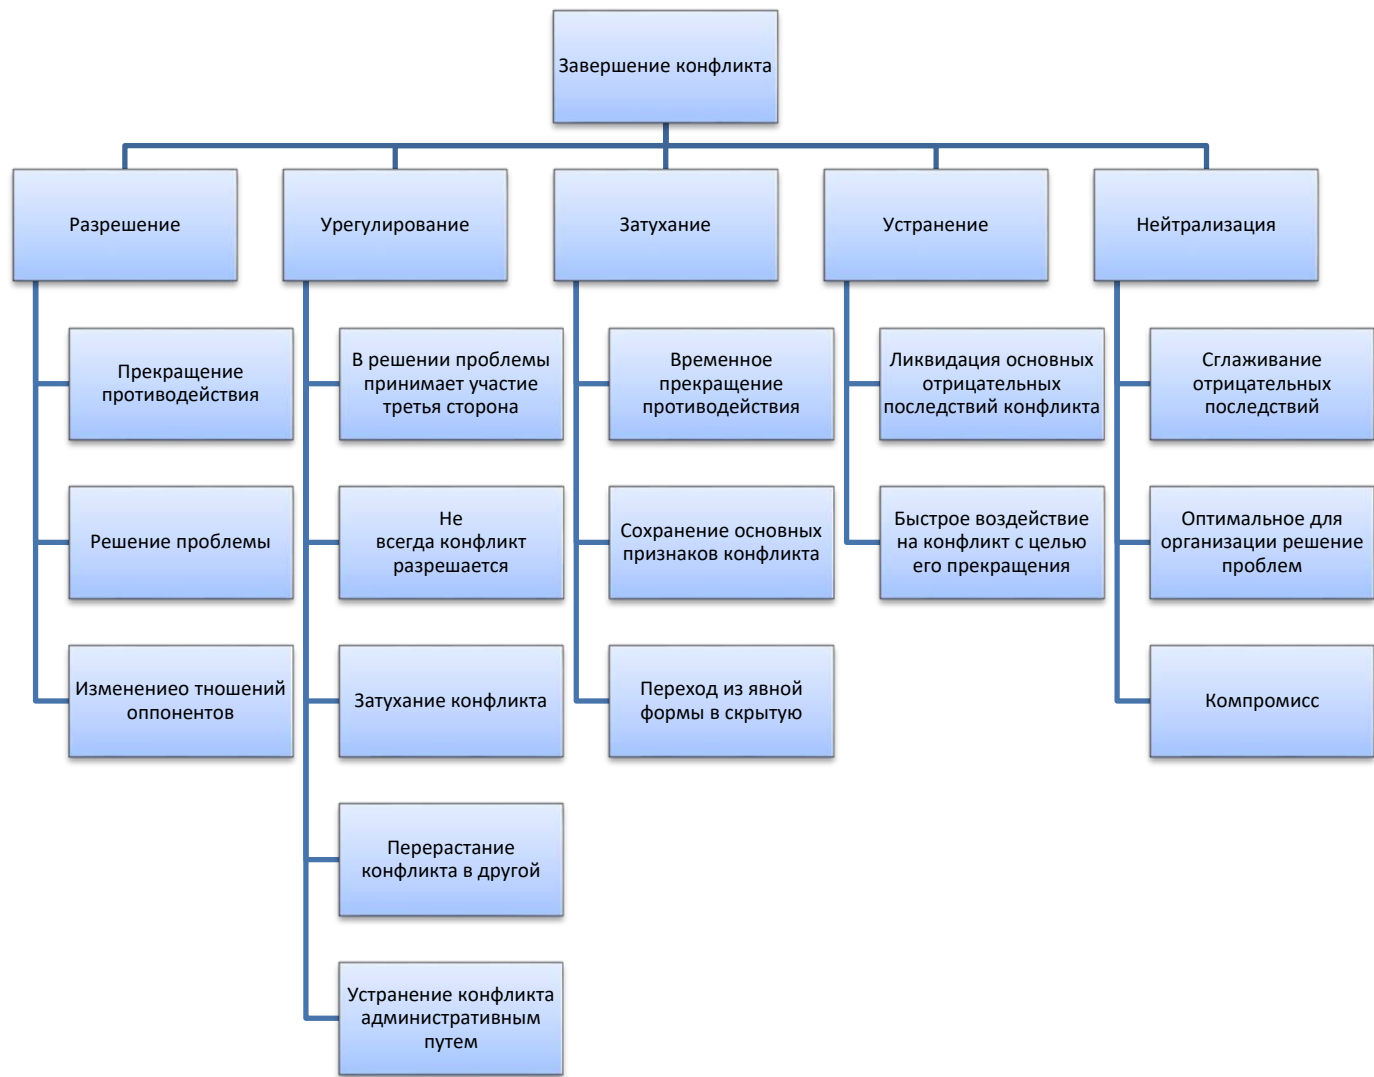 Завершение конфликта
Разрешение
Прекращение
противодействия
Решение проблемы
Изменениео тношений
оппонентов
Урегулирование
В решении проблемы
принимает участие
третья сторона
Не
всегда конфликт
разрешается
Затухание конфликта
Перерастание
конфликта в другой
Устранение конфликта
административным
путем
Затухание
Временное
прекращение
противодействия
Сохранение основных
признаков конфликта
Переход из явной
формы в скрытую
Устранение
Ликвидация основных
отрицательных
последствий конфликта
Быстрое воздействие
на конфликт с целью
его прекращения
Нейтрализация
Сглаживание
отрицательных
последствий
Оптимальное для
организации решение
проблем
Компромисс